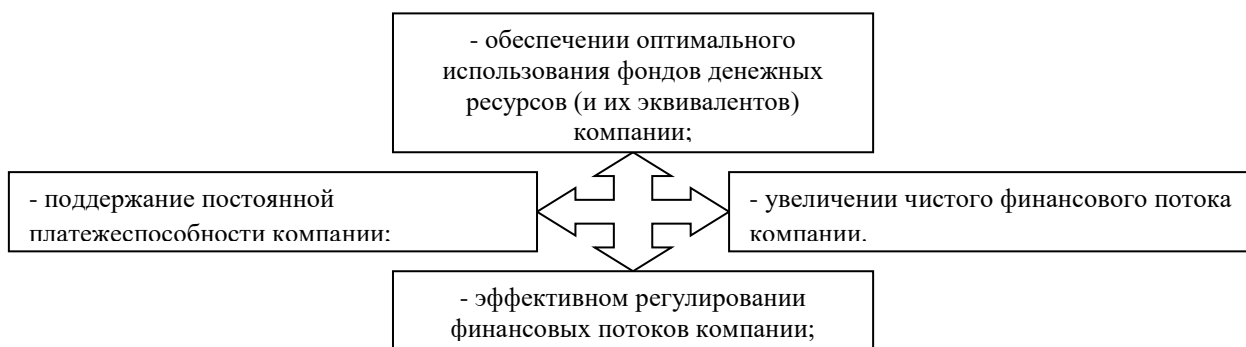 - обеспечении оптимального
использования фондов денежных
ресурсов (и их эквивалентов)
компании;
- поддержание постоянной
платежеспособности компании;
- увеличении чистого финансового потока
компании.
- эффективном регулировании
финансовых потоков компании;